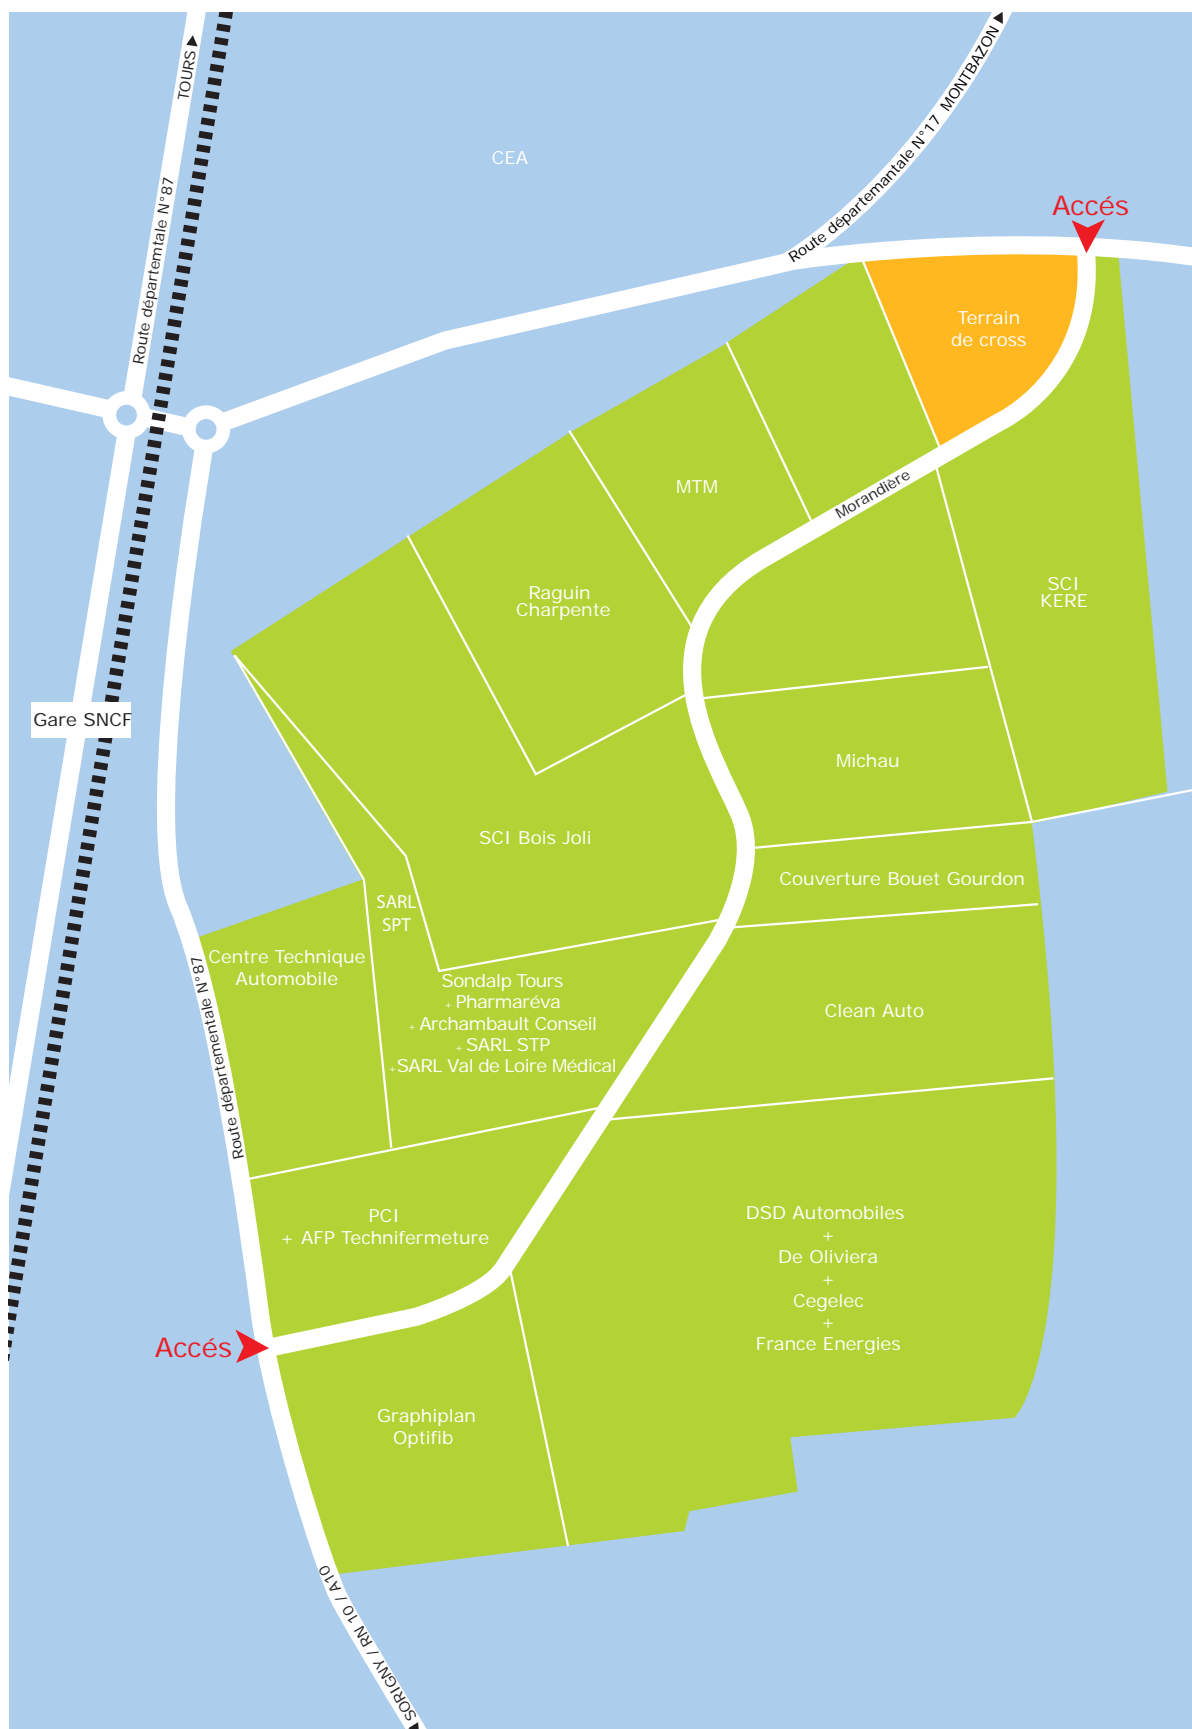 TOURS
Route départemtale N°87
CEA
Route départemantale N°17 MONTBAZON
Accés
Terrain
de cross
MTM
Morandière
Raguin
Charpente
SCI
KERE
Gare SNCF
Michau
SCI Bois Joli
Couverture Bouet Gourdon
SARL
SPT
Centre Technique
Automobile
Route départementale N°87
Sondalp Tours
+ Pharmaréva
+ Archambault Conseil
+ SARL STP
+SARL Val de Loire Médical
Clean Auto
PCI
+ AFP Technifermeture
DSD Automobiles
+
De Oliviera
+
Cegelec
+
France Energies
Accés
Graphiplan
Optifib
SORIGNY / RN 10 / A10